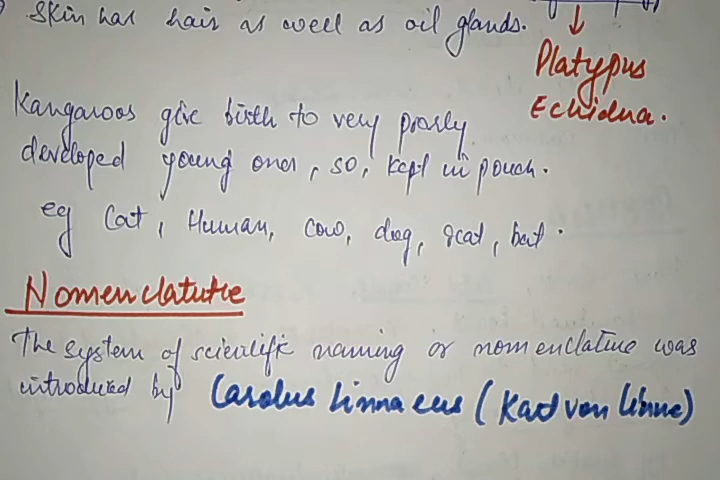 Skin has hair as well as oil glands.
Platypus
Echidna.
Kangaroos give birth to very poorly
developed young ones, so, kept in pouch.
eg Cat, Human, cow, dog, bat.
Nomenclature
The system of scientific naming or nomenclature was
introduced by Carolus Linnaeus (Karl von Linne)